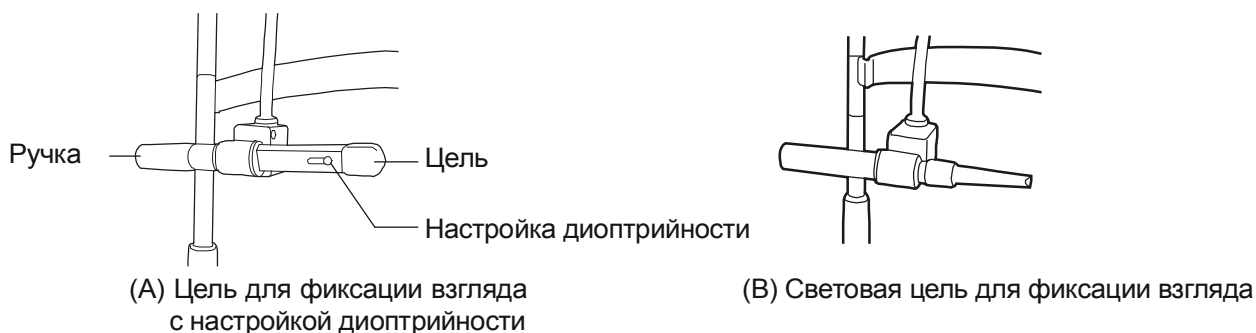 Ручка
Цель
Настройка диоптрийности
(A) Цель для фиксации взгляда
с настройкой диоптрийности
(B) Световая цель для фиксации взгляда